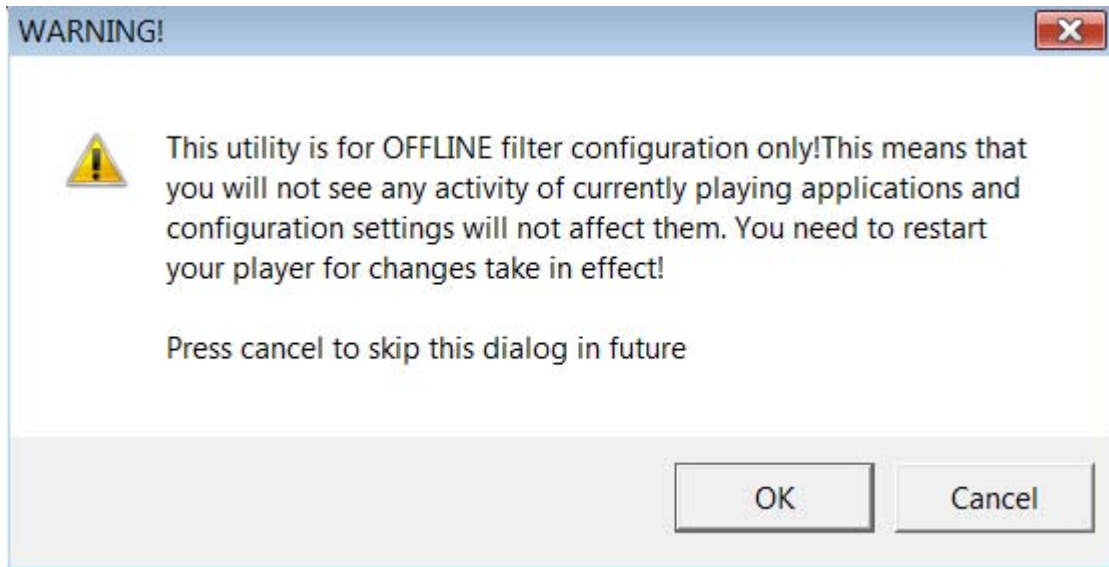 WARNING!
This utility is for OFFLINE filter configuration only!This means that
you will not see any activity of currently playing applications and
configuration settings will not affect them. You need to restart
your player for changes take in effect!
Press cancel to skip this dialog in future
OK
Cancel